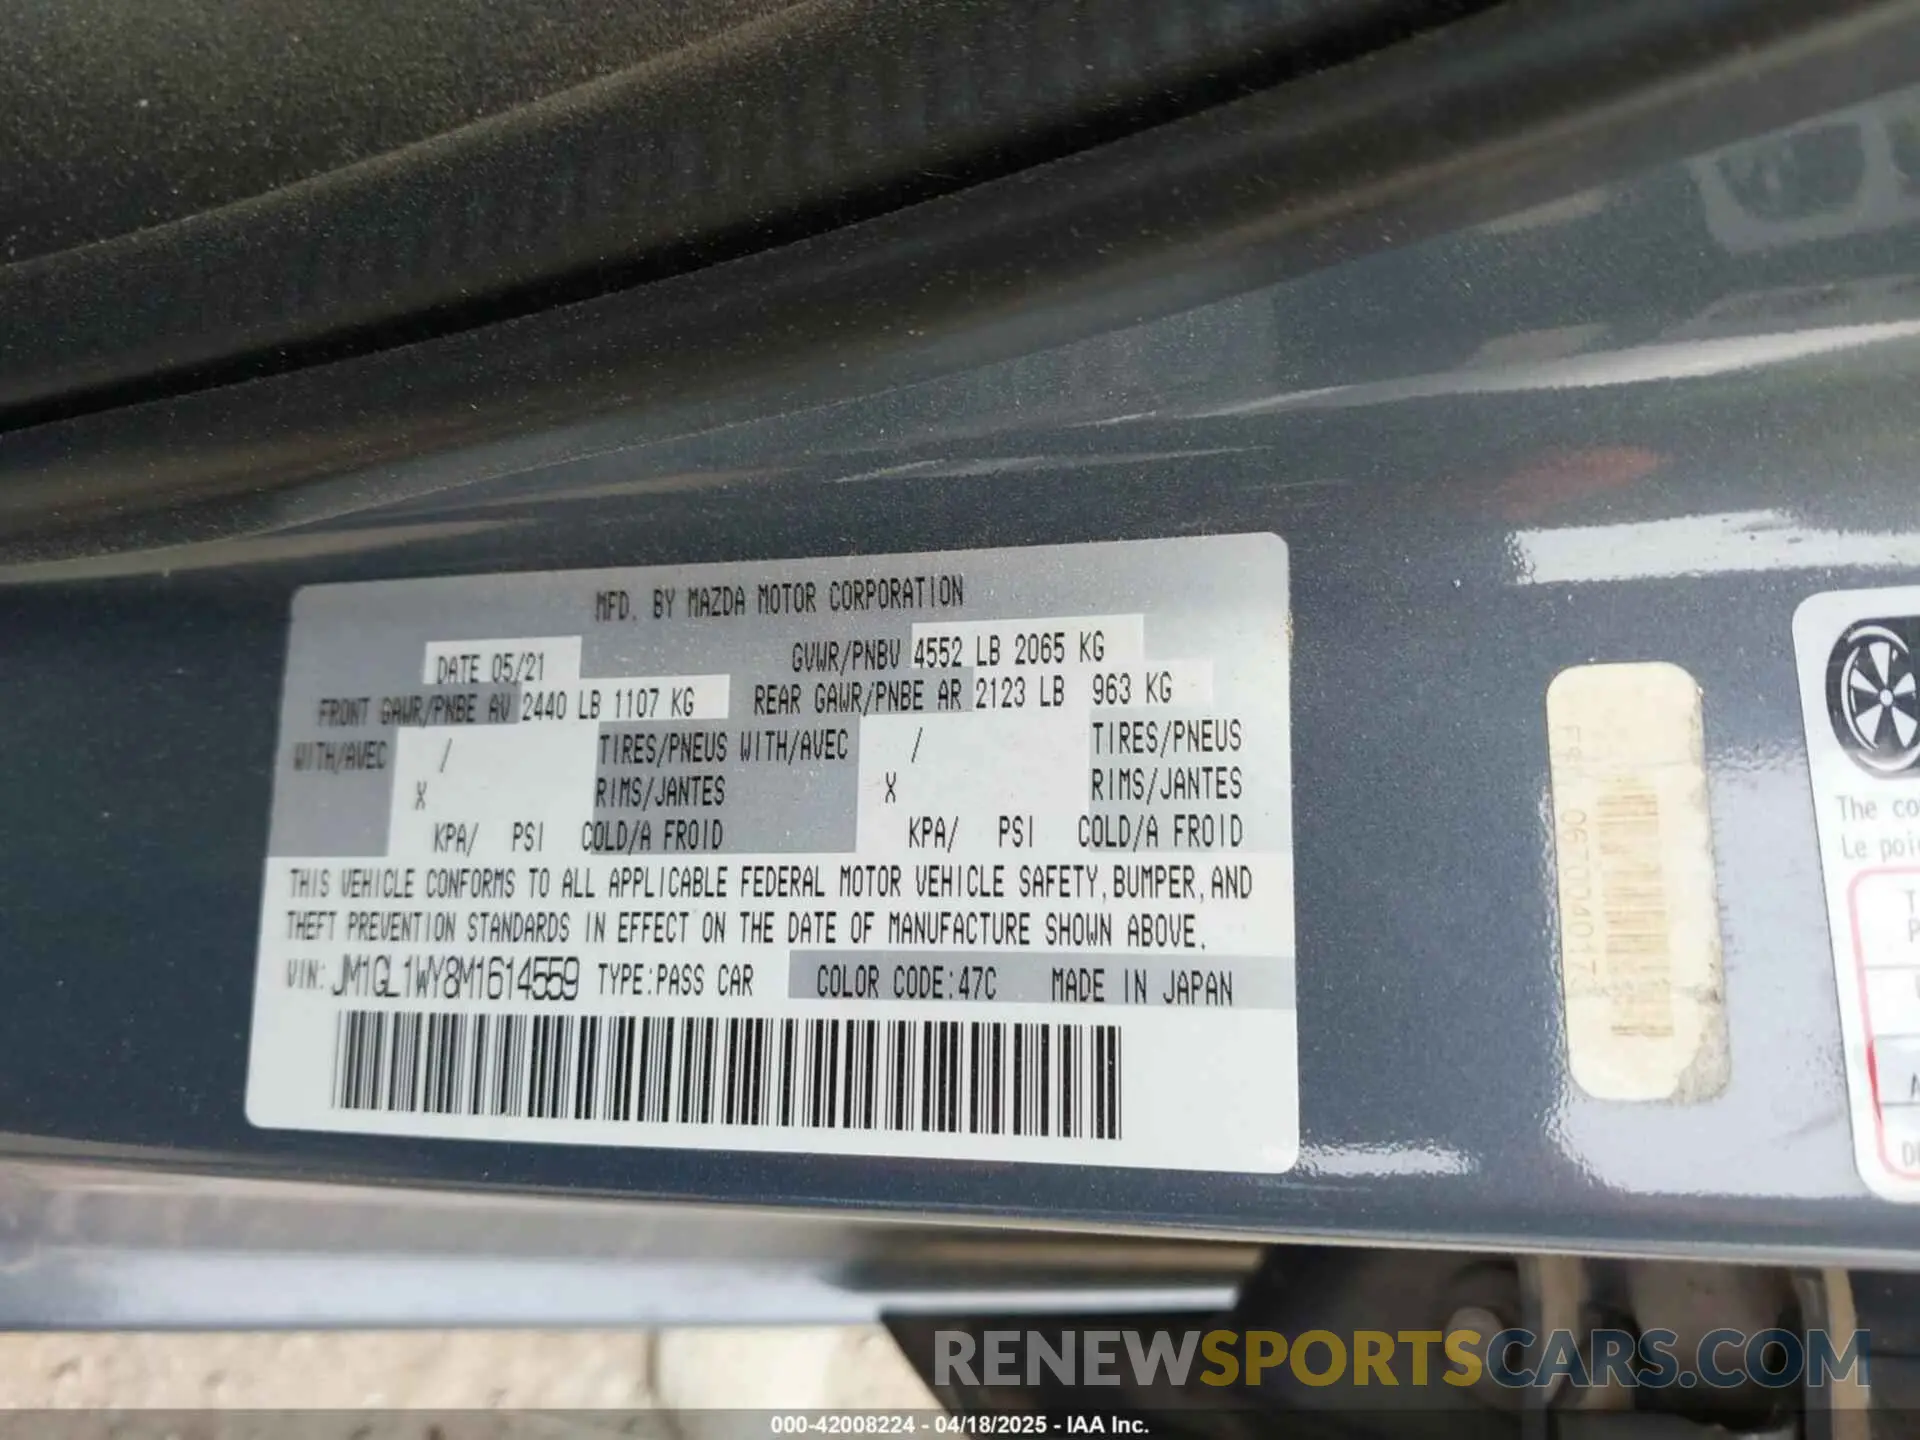 MFD. BY MAZDA MOTOR CORPORATION
DATE 05/21 GVWR/PNBV 4552 LB 2065 KG
FRONT GAWR/PNBE AV 2440 LB 1107 KG REAR GAWR/PNBE AR 2123 LB 963 KG
WITH/AVEC / TIRES/PNEUS WITH/AVEC / TIRES/PNEUS
X RIMS/JANTES X RIMS/JANTES
KPA/ PSI COLD/A FROID KPA/ PSI COLD/A FROID
THIS VEHICLE CONFORMS TO ALL APPLICABLE FEDERAL MOTOR VEHICLE SAFETY, BUMPER, AND
THEFT PREVENTION STANDARDS IN EFFECT ON THE DATE OF MANUFACTURE SHOWN ABOVE.
VIN: JM1GL1WY8M1614559 TYPE:PASS CAR COLOR CODE:47C MADE IN JAPAN
The
Le
RENEWSPORTSCARS.COM
000-42008224 - 04/18/2025 - IAA Inc.